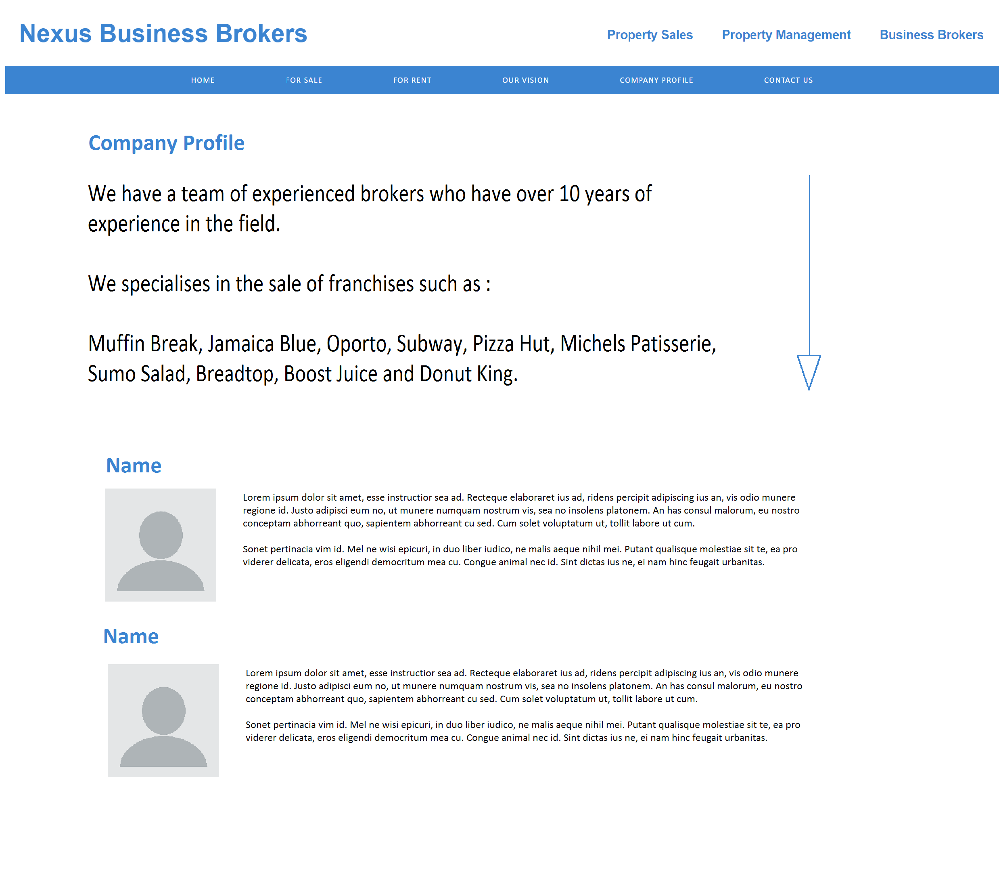 Nexus Business Brokers
Property Sales Property Management Business Brokers
HOME FOR SALE FOR RENT OUR VISION COMPANY PROFILE CONTACT US
Company Profile
We have a team of experienced brokers who have over 10 years of
experience in the field.
We specialises in the sale of franchises such as :
Muffin Break, Jamaica Blue, Oporto, Subway, Pizza Hut, Michels Patisserie,
Sumo Salad, Breadtop, Boost Juice and Donut King.
Name
Lorem ipsum dolor sit amet, esse instructior sea ad. Recteque elaboraret ius ad, ridens percipit adipiscing ius an, vis odio munere
regione id. Justo adipisci eum no, ut munere numquam nostrum vis, sea no insolens platonem. An has consul malorum, eu nostro
conceptam abhorreant quo, sapientem abhorreant cu sed. Cum solet voluptatum ut, tollit labore ut cum.
Sonet pertinacia vim id. Mel ne wisi epicuri, in duo liber iudico, ne malis aeque nihil mei. Putant qualisque molestiae sit te, ea pro
viderer delicata, eros eligendi democritum mea cu. Congue animal nec id. Sint dictas ius ne, ei nam hinc feugait urbanitas.
Name
Lorem ipsum dolor sit amet, esse instructior sea ad. Recteque elaboraret ius ad, ridens percipit adipiscing ius an, vis odio munere
regione id. Justo adipisci eum no, ut munere numquam nostrum vis, sea no insolens platonem. An has consul malorum, eu nostro
conceptam abhorreant quo, sapientem abhorreant cu sed. Cum solet voluptatum ut, tollit labore ut cum.
Sonet pertinacia vim id. Mel ne wisi epicuri, in duo liber iudico, ne malis aeque nihil mei. Putant qualisque molestiae sit te, ea pro
viderer delicata, eros eligendi democritum mea cu. Congue animal nec id. Sint dictas ius ne, ei nam hinc feugait urbanitas.